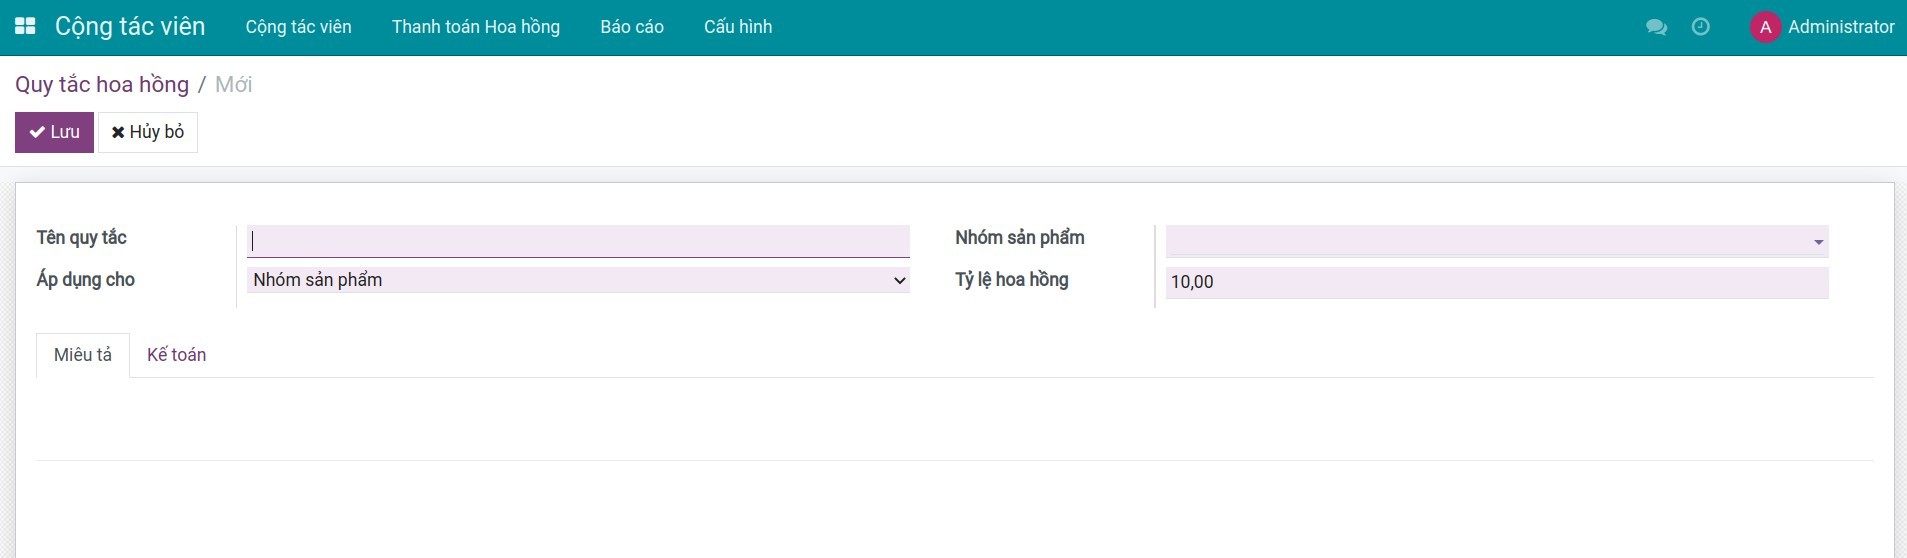 Cộng tác viên Cộng tác viên Thanh toán Hoa hồng Báo cáo Cấu hình A Administrator
Quy tắc hoa hồng / Mới
Lưu Hủy bỏ
Tên quy tắc Nhóm sản phẩm
Áp dụng cho Nhóm sản phẩm Tỷ lệ hoa hồng 10,00
Miêu tả Kế toán